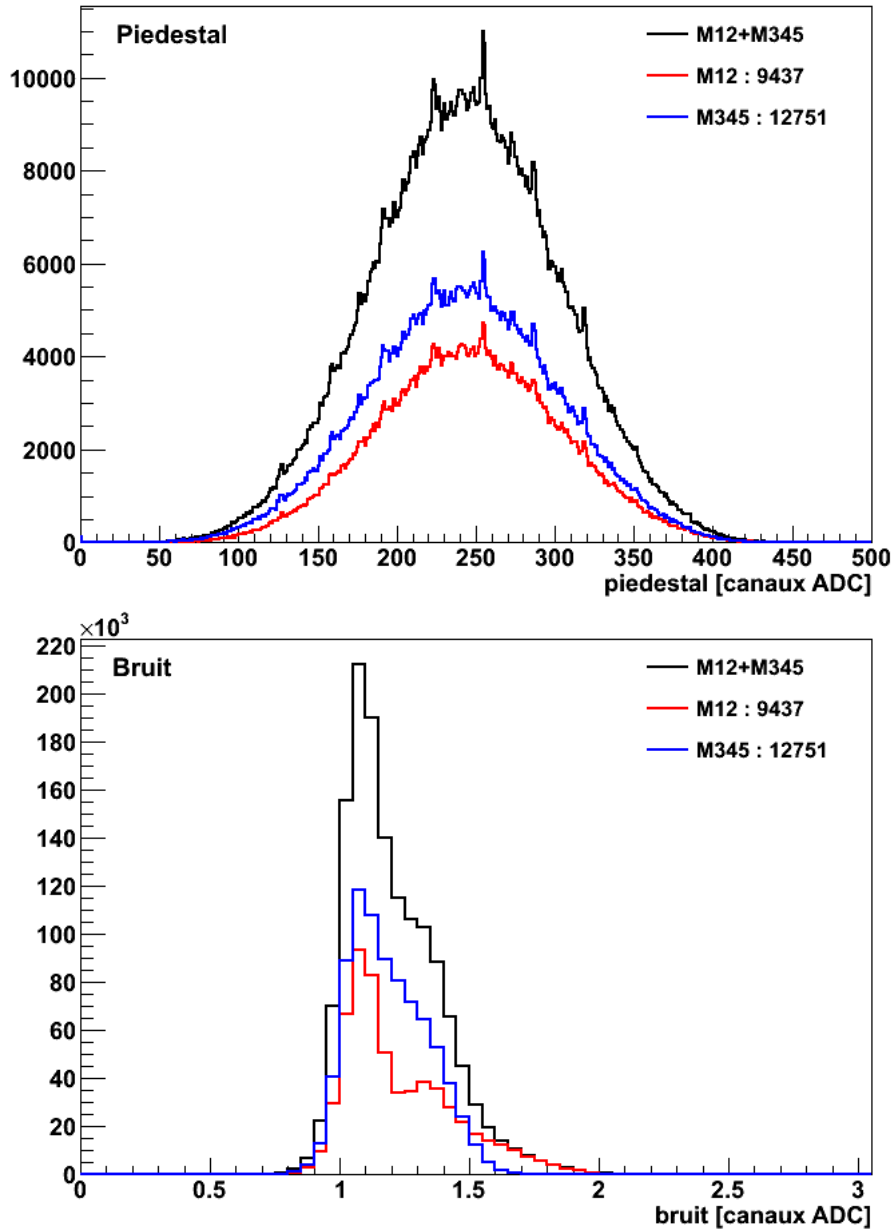 Piedestal
M12+M345
M12 : 9437
M345 : 12751
10000
8000
6000
4000
2000
0
0 50 100 150 200 250 300 350 400 450 500
piedestal [canaux ADC]
×10³
Bruit
M12+M345
M12 : 9437
M345 : 12751
220
200
180
160
140
120
100
80
60
40
20
0
0 0.5 1 1.5 2 2.5 3
bruit [canaux ADC]